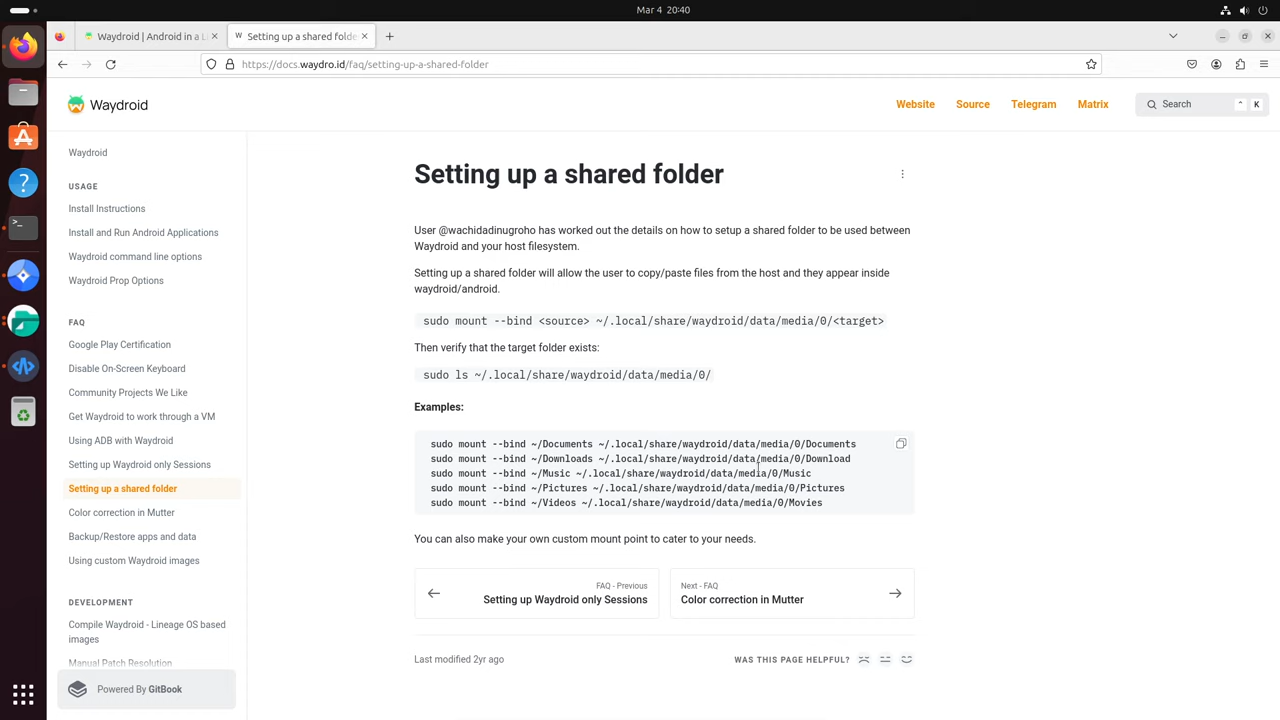 Mar 4 20:40
Waydroid | Android in a Li
Setting up a shared folde
https://docs.waydro.id/faq/setting-up-a-shared-folder
Waydroid
Website
Source
Telegram
Matrix
Search
K
Waydroid
USAGE
Install Instructions
Install and Run Android Applications
Waydroid command line options
Waydroid Prop Options
FAQ
Google Play Certification
Disable On-Screen Keyboard
Community Projects We Like
Get Waydroid to work through a VM
Using ADB with Waydroid
Setting up Waydroid only Sessions
Setting up a shared folder
Color correction in Mutter
Backup/Restore apps and data
Using custom Waydroid images
DEVELOPMENT
Compile Waydroid - Lineage OS based
images
Manual Patch Resolution
Powered By GitBook
Setting up a shared folder
User @wachidadinugroho has worked out the details on how to setup a shared folder to be used between
Waydroid and your host filesystem.
Setting up a shared folder will allow the user to copy/paste files from the host and they appear inside
waydroid/android.
sudo mount --bind <source> ~/.local/share/waydroid/data/media/0/<target>
Then verify that the target folder exists:
sudo ls ~/.local/share/waydroid/data/media/0/
Examples:
sudo mount --bind ~/Documents ~/.local/share/waydroid/data/media/0/Documents
sudo mount --bind ~/Downloads ~/.local/share/waydroid/data/media/0/Download
sudo mount --bind ~/Music ~/.local/share/waydroid/data/media/0/Music
sudo mount --bind ~/Pictures ~/.local/share/waydroid/data/media/0/Pictures
sudo mount --bind ~/Videos ~/.local/share/waydroid/data/media/0/Movies
You can also make your own custom mount point to cater to your needs.
FAQ - Previous
Setting up Waydroid only Sessions
Next - FAQ
Color correction in Mutter
Last modified 2yr ago
WAS THIS PAGE HELPFUL?